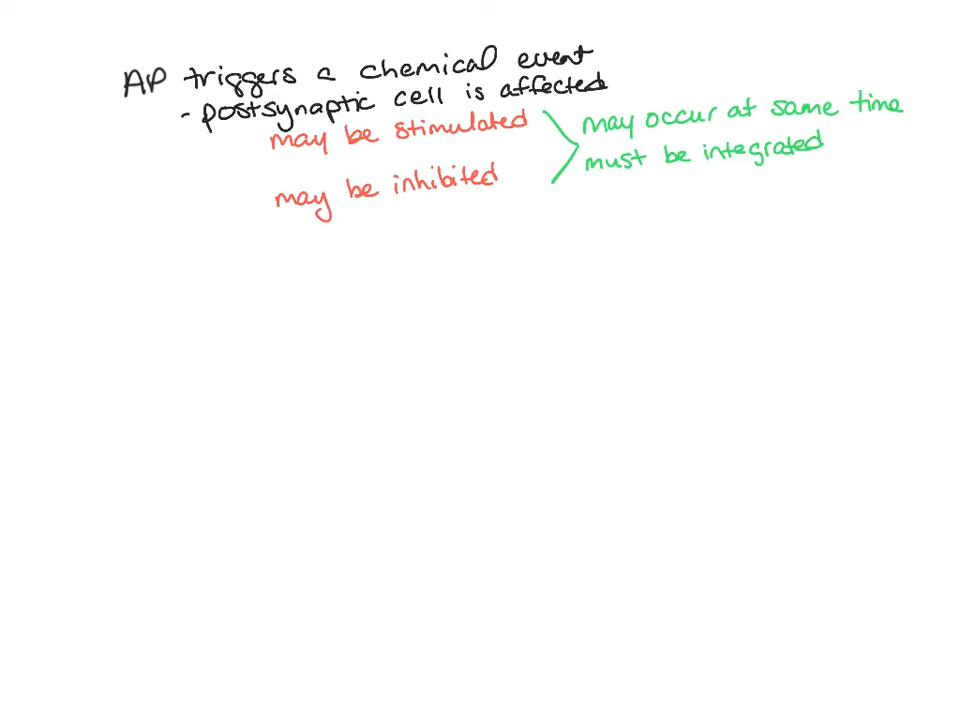 AP triggers a chemical event
- postsynaptic cell is affected
may be stimulated
may be inhibited
may occur at same time
must be integrated